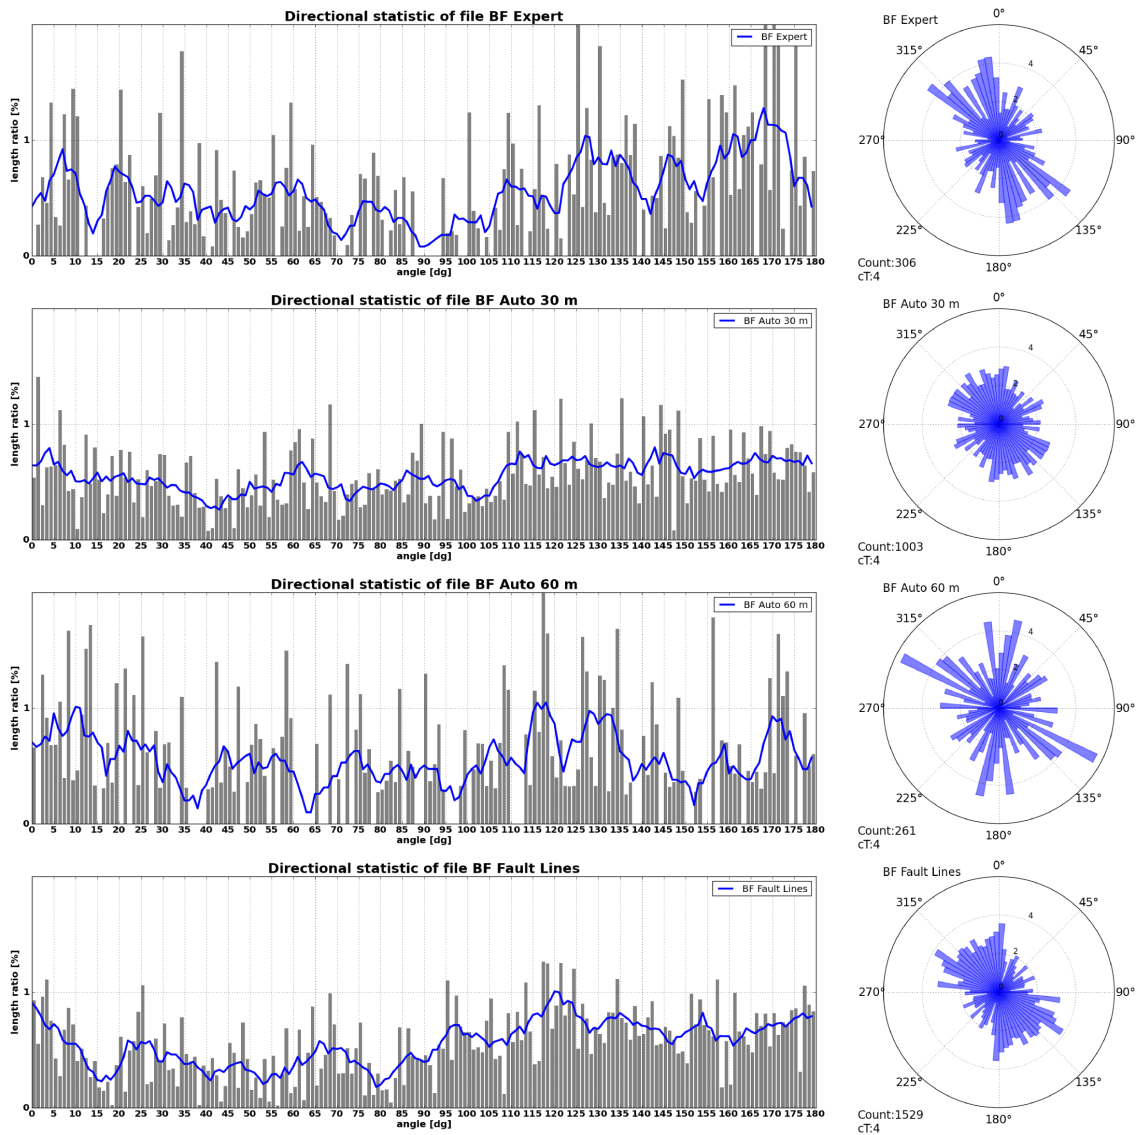 Directional statistic of file BF Expert
BF Expert
length ratio [%]
1
0
0 5 10 15 20 25 30 35 40 45 50 55 60 65 70 75 80 85 90 95 100 105 110 115 120 125 130 135 140 145 150 155 160 165 170 175 180
angle [dg]
BF Expert
0°
315°
45°
4
2
0
270°
90°
225°
135°
180°
Count:306
cT:4
Directional statistic of file BF Auto 30 m
BF Auto 30 m
length ratio [%]
1
0
0 5 10 15 20 25 30 35 40 45 50 55 60 65 70 75 80 85 90 95 100 105 110 115 120 125 130 135 140 145 150 155 160 165 170 175 180
angle [dg]
BF Auto 30 m
0°
315°
45°
4
2
0
270°
90°
225°
135°
180°
Count:1003
cT:4
Directional statistic of file BF Auto 60 m
BF Auto 60 m
length ratio [%]
1
0
0 5 10 15 20 25 30 35 40 45 50 55 60 65 70 75 80 85 90 95 100 105 110 115 120 125 130 135 140 145 150 155 160 165 170 175 180
angle [dg]
BF Auto 60 m
0°
315°
45°
4
2
0
270°
90°
225°
135°
180°
Count:261
cT:4
Directional statistic of file BF Fault Lines
BF Fault Lines
length ratio [%]
1
0
0 5 10 15 20 25 30 35 40 45 50 55 60 65 70 75 80 85 90 95 100 105 110 115 120 125 130 135 140 145 150 155 160 165 170 175 180
angle [dg]
BF Fault Lines
0°
315°
45°
4
2
0
270°
90°
225°
135°
180°
Count:1529
cT:4